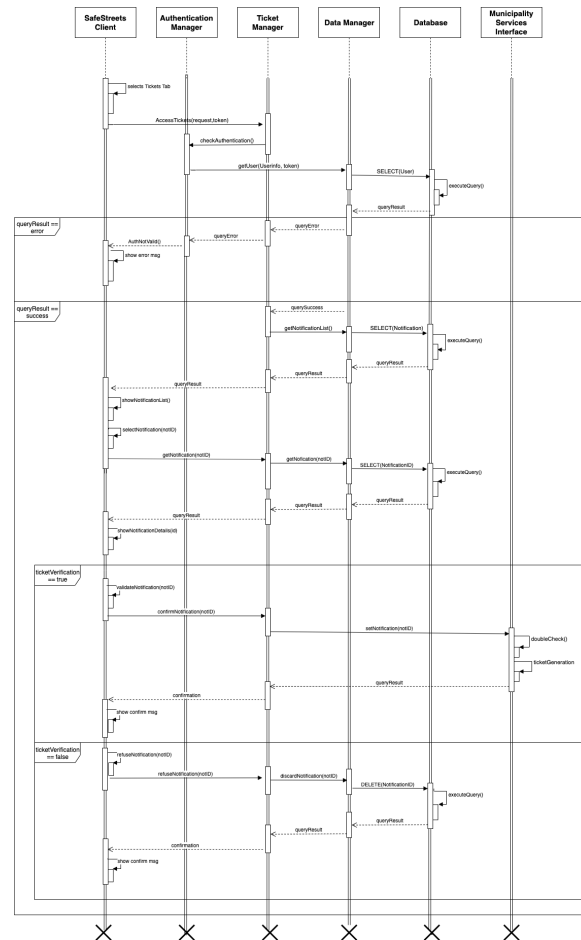 SafeStreets
Client
Authentication
Manager
Ticket
Manager
Data Manager
Database
Municipality
Services
Interface
selects Tickets Tab
AccessTickets(request,token)
checkAuthentication()
getUser(Userinfo, token)
SELECT(User)
executeQuery()
queryResult
queryResult ==
error
queryError
queryError
AuthNotValid()
show error msg
queryResult ==
success
querySuccess
getNotificationList()
SELECT(Notification)
executeQuery()
queryResult
queryResult
queryResult
showNotificationList()
selectNotification(notID)
getNotification(notID)
getNotification(notID)
SELECT(NotificationID)
executeQuery()
queryResult
queryResult
queryResult
showNotificationDetails(id)
ticketVerification
== true
validateNotification(notID)
confirmNotification(notID)
setNotification(notID)
doubleCheck()
ticketGeneration
queryResult
confirmation
show confirm msg
ticketVerification
== false
refuseNotification(notID)
refuseNotification(notID)
discardNotification(notID)
DELETE(NotificationID)
executeQuery()
queryResult
queryResult
confirmation
show confirm msg